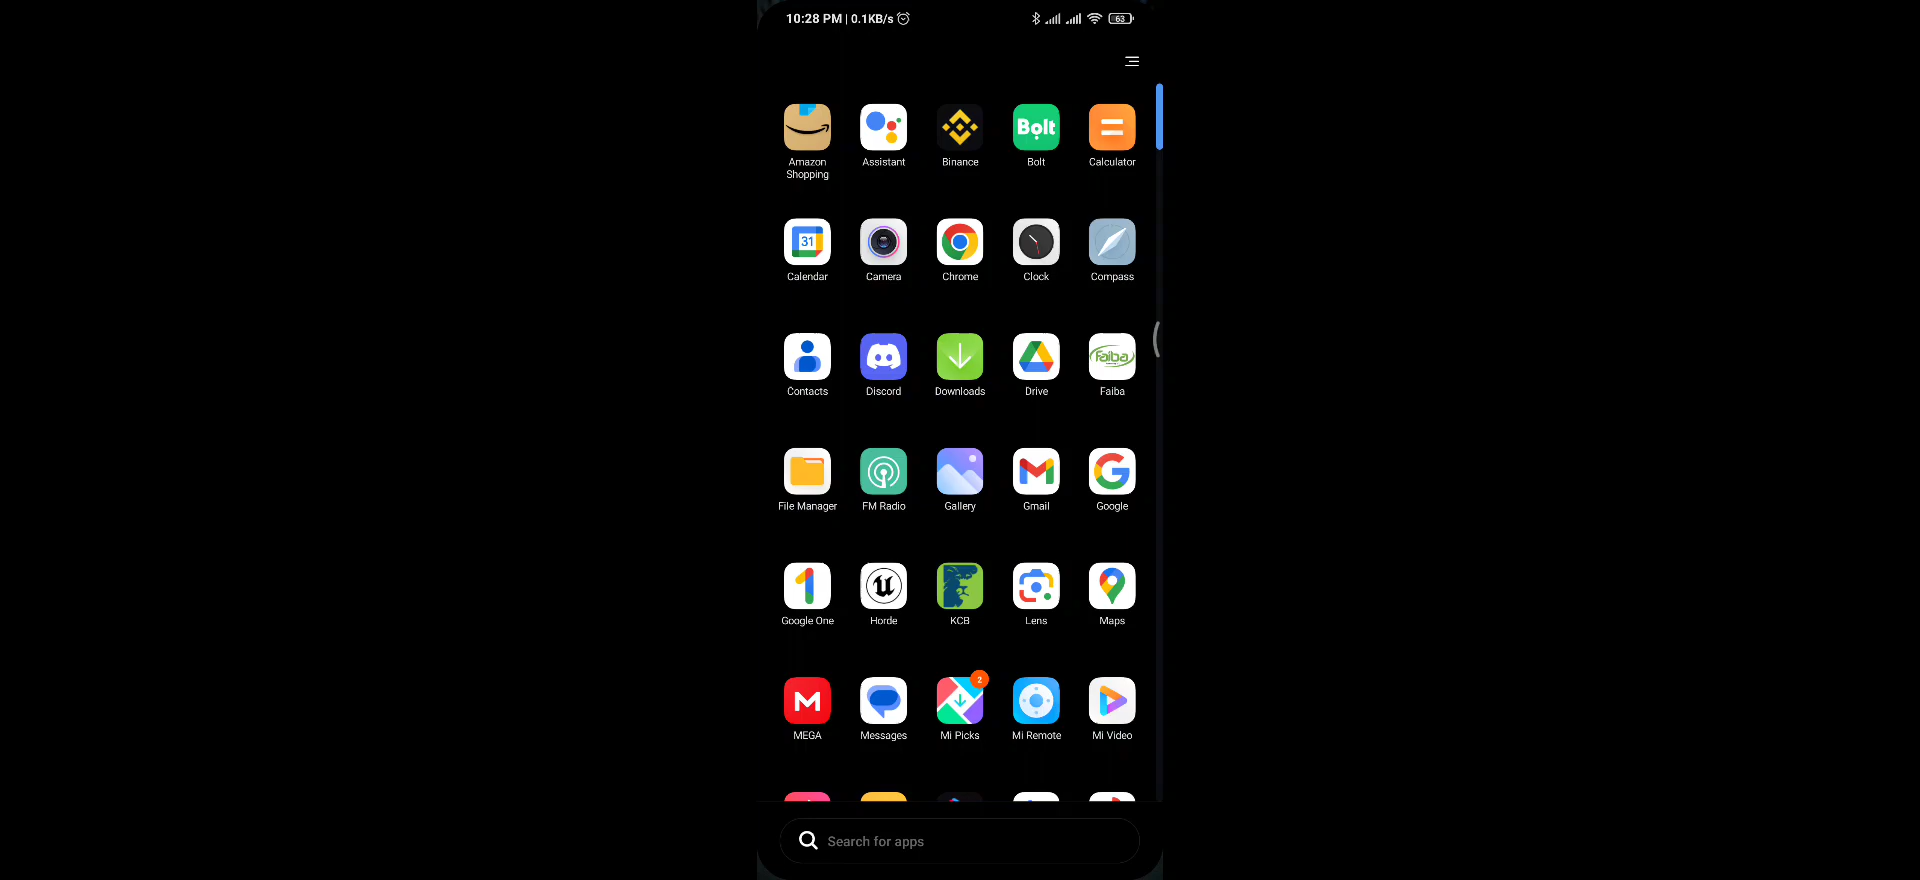 10:28 PM | 0.1KB/s 63
Bolt
Amazon Shopping Assistant Binance Bolt Calculator
31
Calendar Camera Chrome Clock Compass
Faiba
Contacts Discord Downloads Drive Faiba
File Manager FM Radio Gallery Gmail Google
Google One Horde KCB Lens Maps
2
MEGA Messages Mi Picks Mi Remote Mi Video
Search for apps